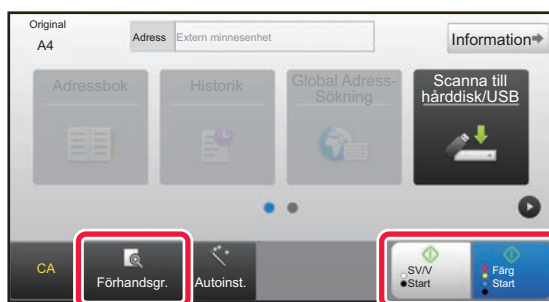 Original
A4
Adress
Extern minnesenhet
Information
Adressbok
Historik
Global Adress-
Sökning
Scanna till
hårddisk/USB
CA
Förhandsgr.
Autoinst.
SV/V
Start
Färg
Start